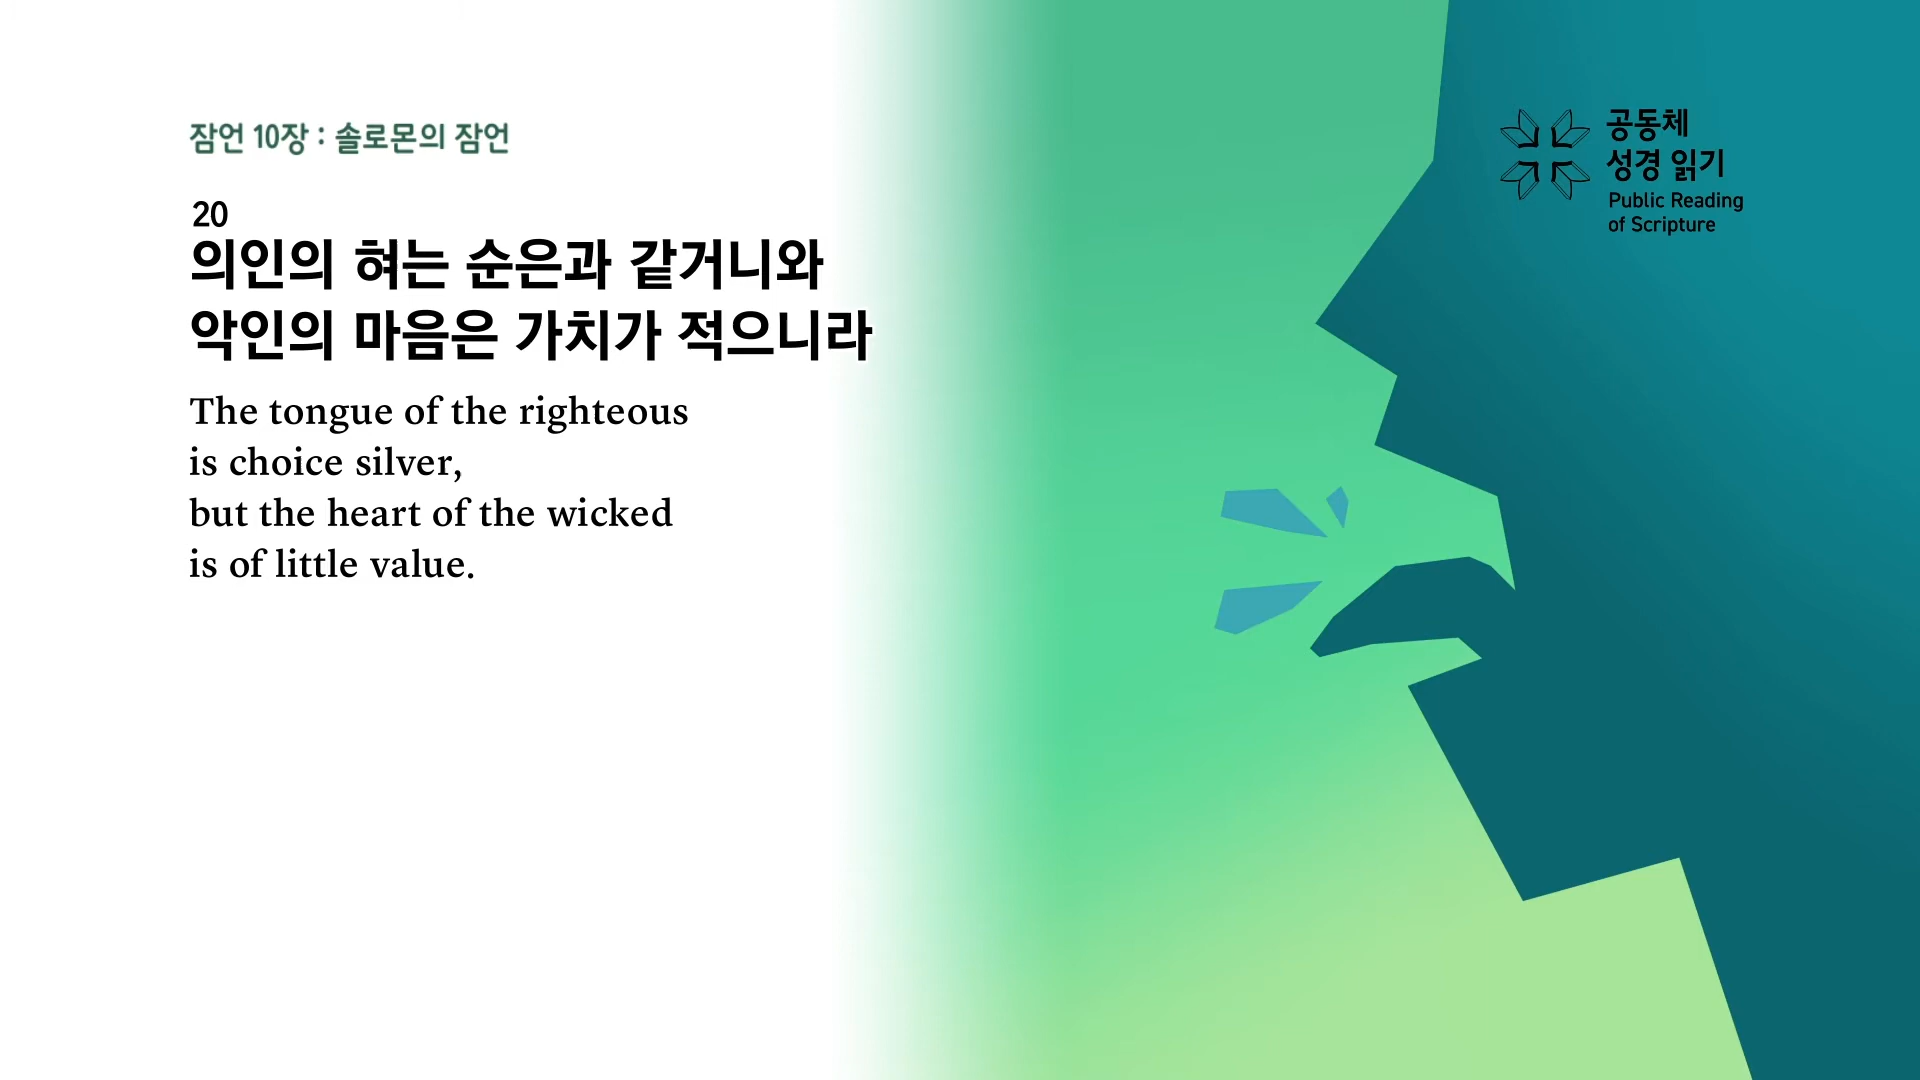 잠언 10장 : 솔로몬의 잠언
20
의인의 혀는 순은과 같거니와
악인의 마음은 가치가 적으니라
The tongue of the righteous
is choice silver,
but the heart of the wicked
is of little value.
공동체
성경 읽기
Public Reading
of Scripture